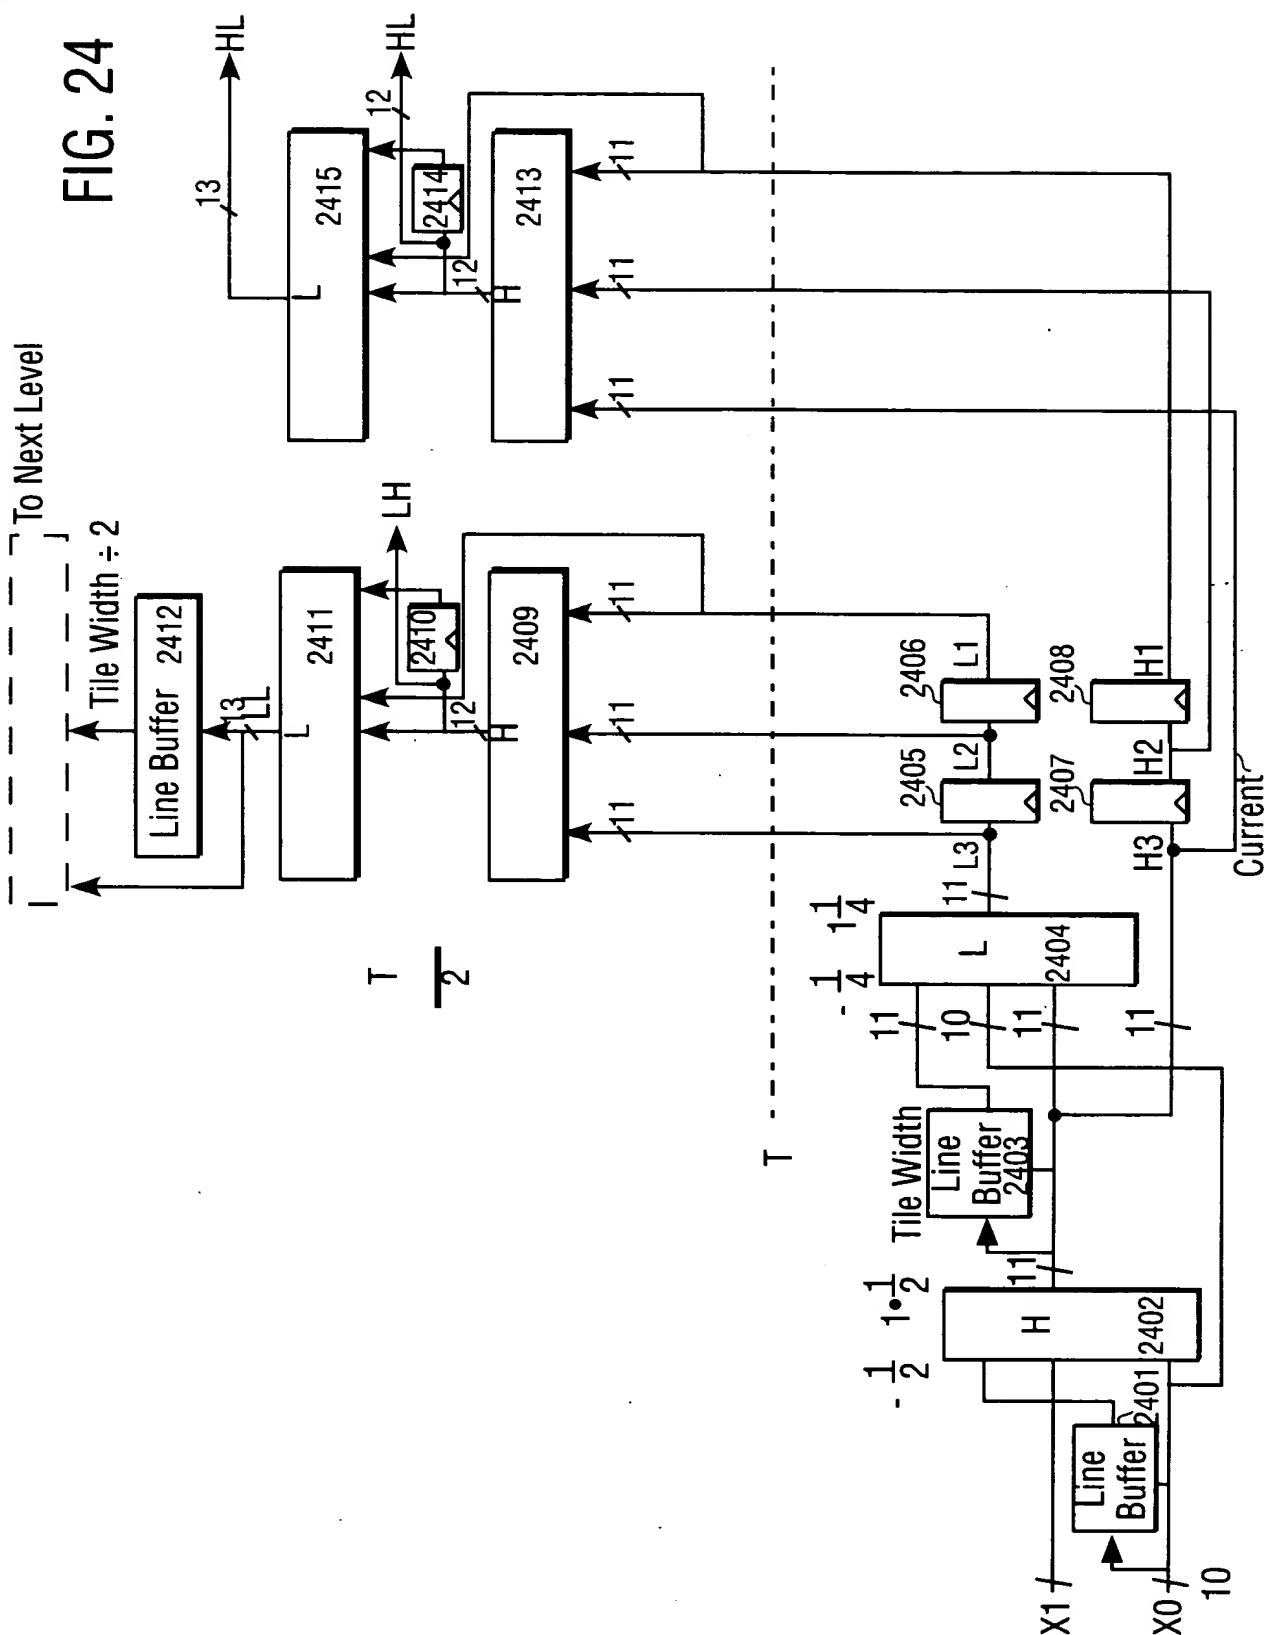 FIG. 24
To Next Level
Tile Width ÷ 2
Line Buffer 2412
13
LL
L
2411
LH
2410
12
H
2409
11
11
11
13
HL
L
2415
12
HL
2414
12
H
2413
11
11
11
T
2
T
X1
X0
10
Line
Buffer
2401
- 1/2
1•1/2
H
2402
11
Tile Width
Line
Buffer
2403
11
10
11
11
- 1/4
1 1/4
L
2404
11
L3
2405
L2
2406
L1
H3
2407
H2
2408
H1
Current